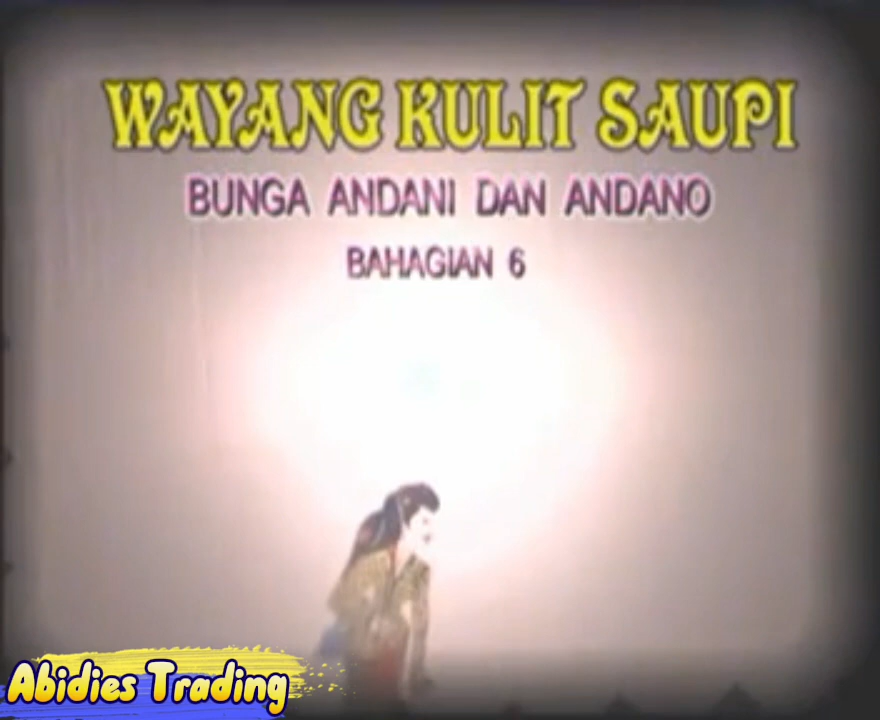 WAYANG KULIT SAUPI
BUNGA ANDANI DAN ANDANO
BAHAGIAN 6
Abidies Trading